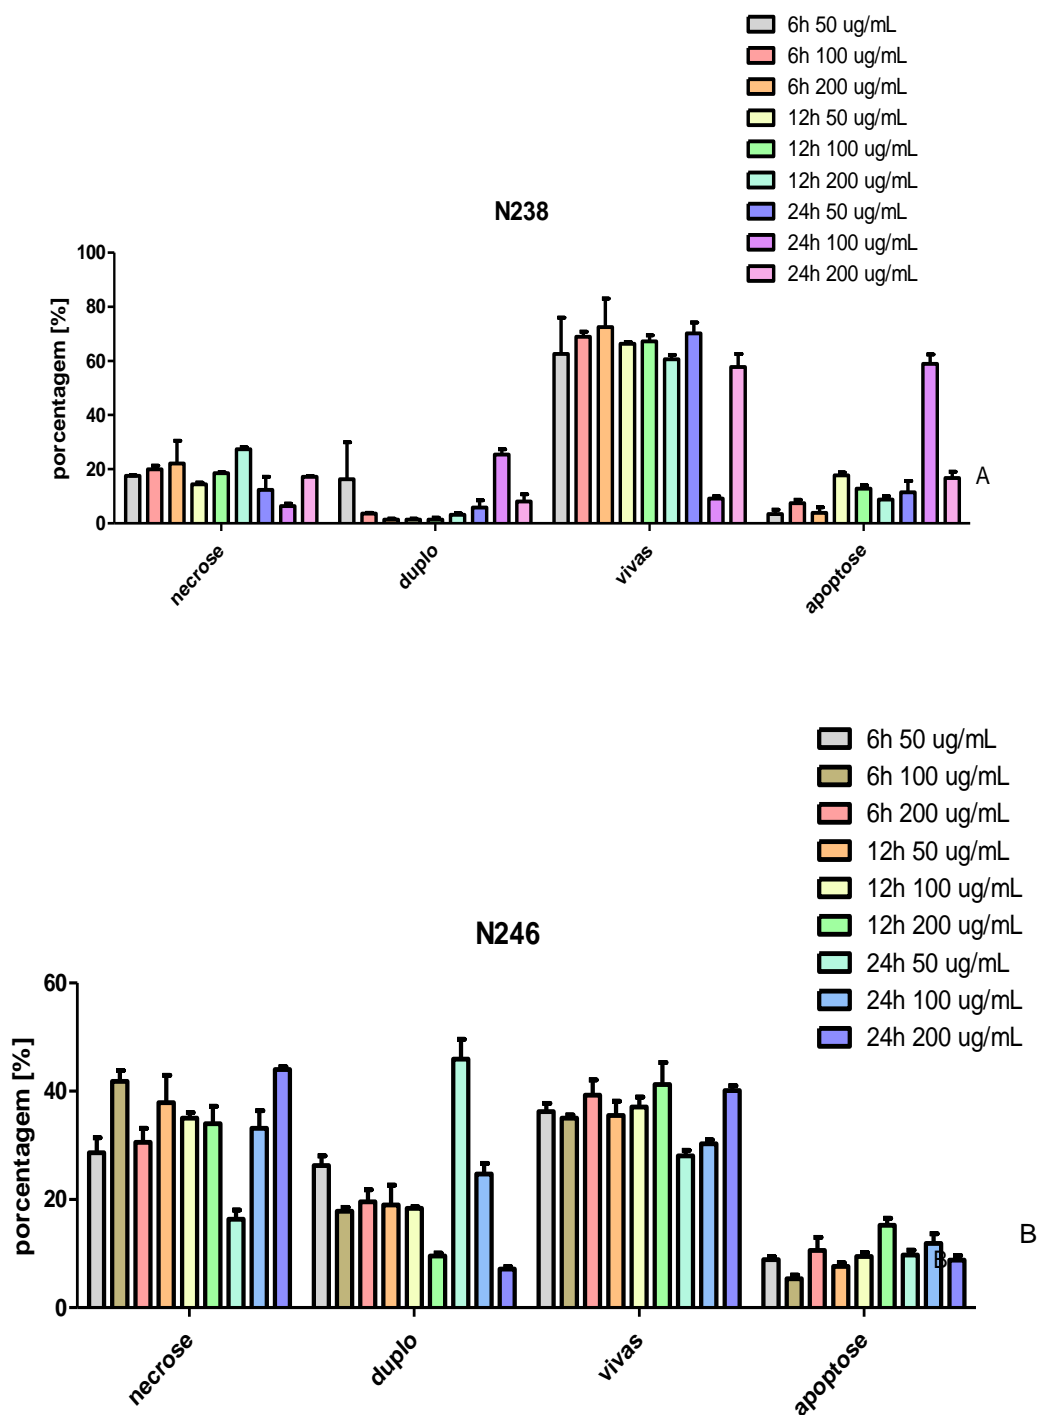 6h 50 ug/mL
6h 100 ug/mL
6h 200 ug/mL
12h 50 ug/mL
12h 100 ug/mL
12h 200 ug/mL
24h 50 ug/mL
24h 100 ug/mL
24h 200 ug/mL
N238
porcentagem [%]
100
80
60
40
20
0
necrose
duplo
vivas
apoptose
A
6h 50 ug/mL
6h 100 ug/mL
6h 200 ug/mL
12h 50 ug/mL
12h 100 ug/mL
12h 200 ug/mL
24h 50 ug/mL
24h 100 ug/mL
24h 200 ug/mL
N246
porcentagem [%]
60
40
20
0
necrose
duplo
vivas
apoptose
B
B